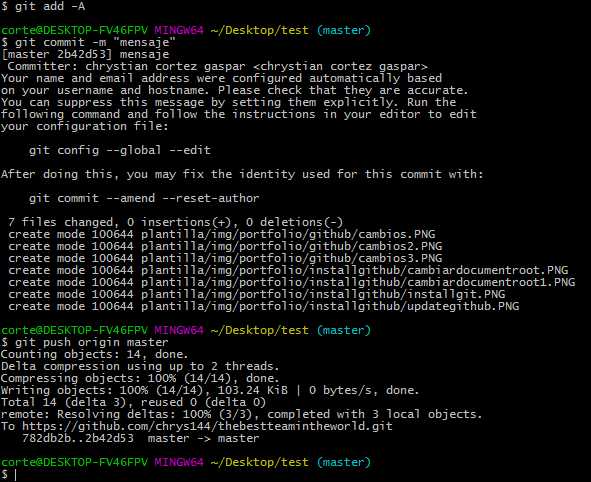 $ git add -A
corte@DESKTOP-FV46FPV MINGW64 ~/Desktop/test (master)
$ git commit -m "mensaje"
[master 2b42d53] mensaje
Committer: chrystian cortez gaspar <chrystian cortez gaspar>
Your name and email address were configured automatically based
on your username and hostname. Please check that they are accurate.
You can suppress this message by setting them explicitly. Run the
following command and follow the instructions in your editor to edit
your configuration file:
git config --global --edit
After doing this, you may fix the identity used for this commit with:
git commit --amend --reset-author
7 files changed, 0 insertions(+), 0 deletions(-)
create mode 100644 plantilla/img/portfolio/github/cambios.PNG
create mode 100644 plantilla/img/portfolio/github/cambios2.PNG
create mode 100644 plantilla/img/portfolio/github/cambios3.PNG
create mode 100644 plantilla/img/portfolio/installgithub/cambiardocumentroot.PNG
create mode 100644 plantilla/img/portfolio/installgithub/cambiardocumentroot1.PNG
create mode 100644 plantilla/img/portfolio/installgithub/installgit.PNG
create mode 100644 plantilla/img/portfolio/installgithub/updategithub.PNG
corte@DESKTOP-FV46FPV MINGW64 ~/Desktop/test (master)
$ git push origin master
Counting objects: 14, done.
Delta compression using up to 2 threads.
Compressing objects: 100% (14/14), done.
Writing objects: 100% (14/14), 103.24 KiB | 0 bytes/s, done.
Total 14 (delta 3), reused 0 (delta 0)
remote: Resolving deltas: 100% (3/3), completed with 3 local objects.
To https://github.com/chrys144/thebestteamintheworld.git
782db2b..2b42d53  master -> master
corte@DESKTOP-FV46FPV MINGW64 ~/Desktop/test (master)
$